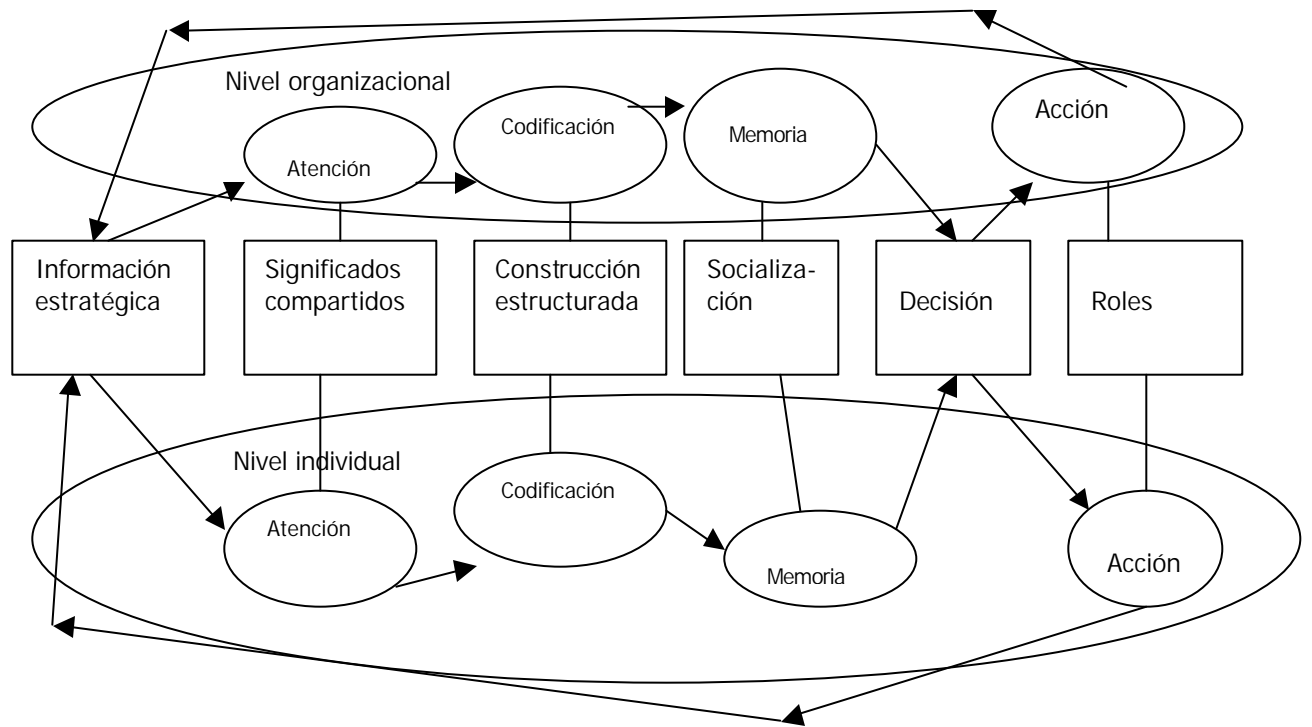 Nivel organizacional
Atención
Codificación
Memoria
Acción
Información
estratégica
Significados
compartidos
Construcción
estructurada
Socializa-
ción
Decisión
Roles
Nivel individual
Atención
Codificación
Memoria
Acción